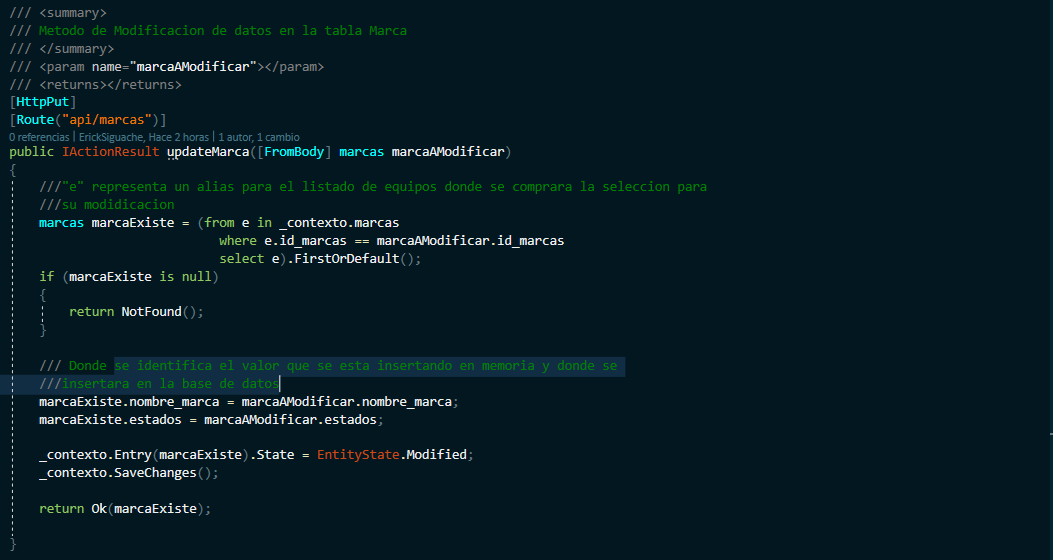 /// <summary>
/// Metodo de Modificacion de datos en la tabla Marca
/// </summary>
/// <param name="marcaAModificar"></param>
/// <returns></returns>
[HttpPut]
[Route("api/marcas")]
0 referencias | ErickSiguache, Hace 2 horas | 1 autor, 1 cambio
public IActionResult updateMarca([FromBody] marcas marcaAModificar)
{
///"e" representa un alias para el listado de equipos donde se comprara la seleccion para
///su modidicacion
marcas marcaExiste = (from e in _contexto.marcas
where e.id_marcas == marcaAModificar.id_marcas
select e).FirstOrDefault();
if (marcaExiste is null)
{
return NotFound();
}
/// Donde se identifica el valor que se esta insertando en memoria y donde se
///insertara en la base de datos
marcaExiste.nombre_marca = marcaAModificar.nombre_marca;
marcaExiste.estados = marcaAModificar.estados;
_contexto.Entry(marcaExiste).State = EntityState.Modified;
_contexto.SaveChanges();
return Ok(marcaExiste);
}